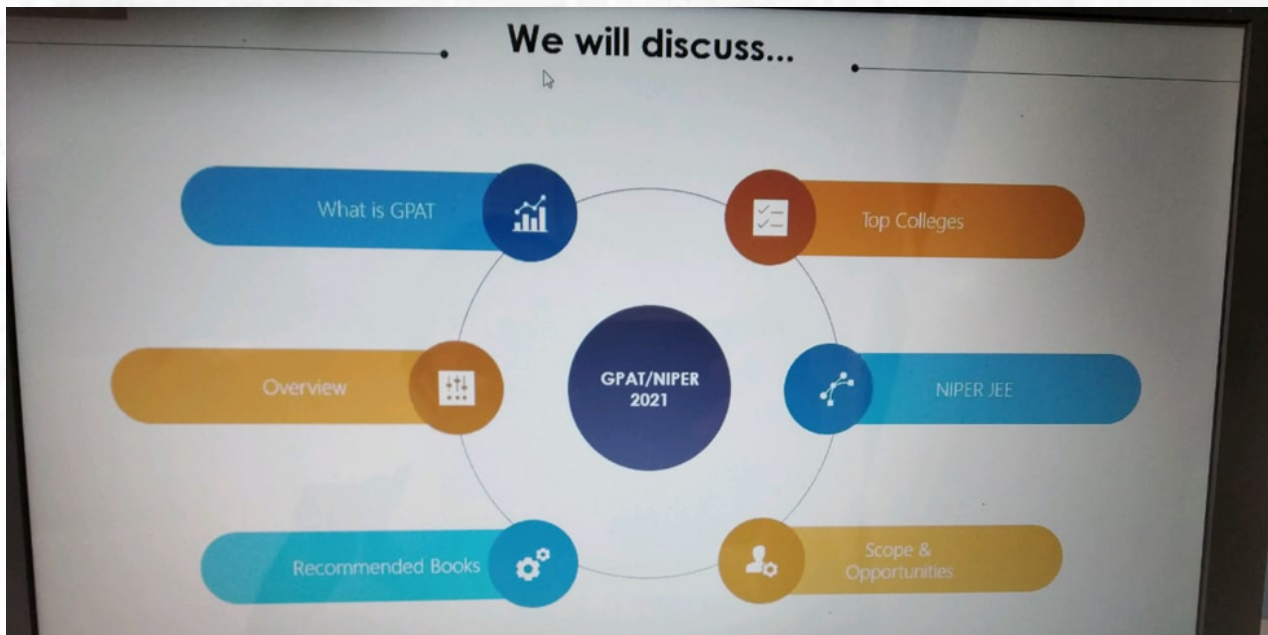 We will discuss...
What is GPAT
Top Colleges
Overview
GPAT/NIPER
2021
NIPER JEE
Recommended Books
Scope &
Opportunities